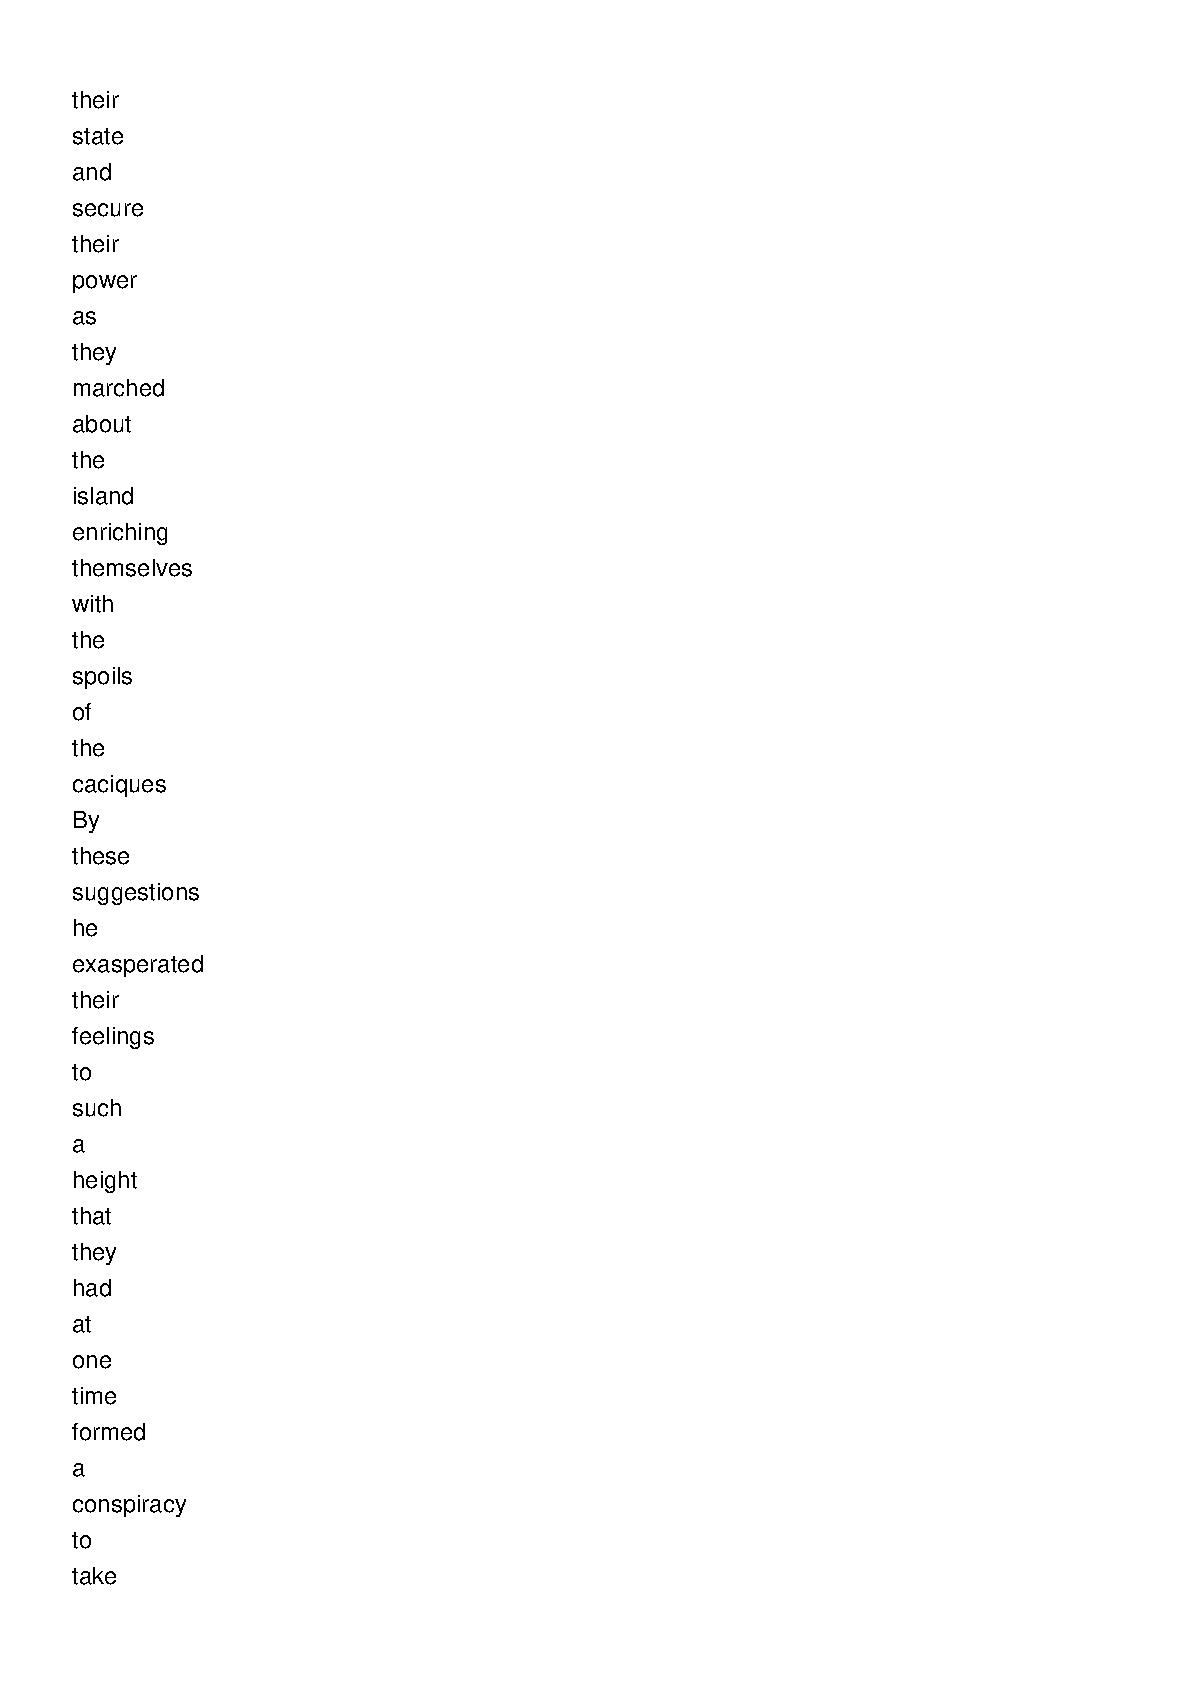 their
state
and
secure
their
power
as
they
marched
about
the
island
enriching
themselves
with
the
spoils
of
the
caciques
By
these
suggestions
he
exasperated
their
feelings
to
such
a
height
that
they
had
at
one
time
formed
a
conspiracy
to
take